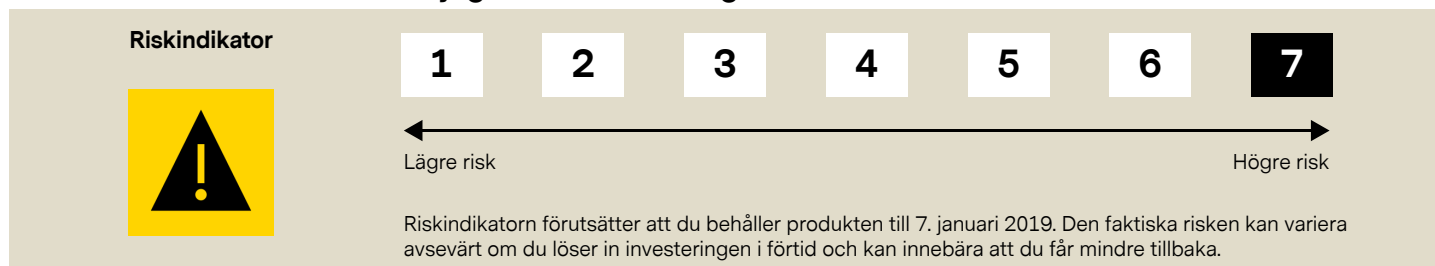 Riskindikator
1 2 3 4 5 6 7
Lägre risk Högre risk
Riskindikatorn förutsätter att du behåller produkten till 7. januari 2019. Den faktiska risken kan variera
avsevärt om du löser in investeringen i förtid och kan innebära att du får mindre tillbaka.